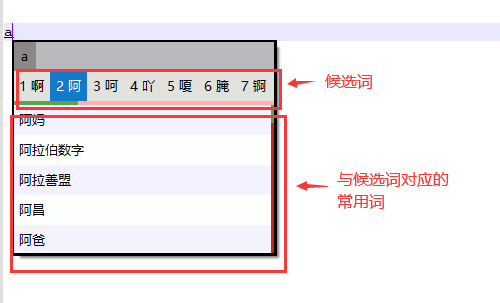 a
a
1 啊 2 阿 3 呵 4 吖 5 嗄 6 腌 7 锕
候选词
阿妈
阿拉伯数字
阿拉善盟
阿昌
阿爸
与候选词对应的
常用词